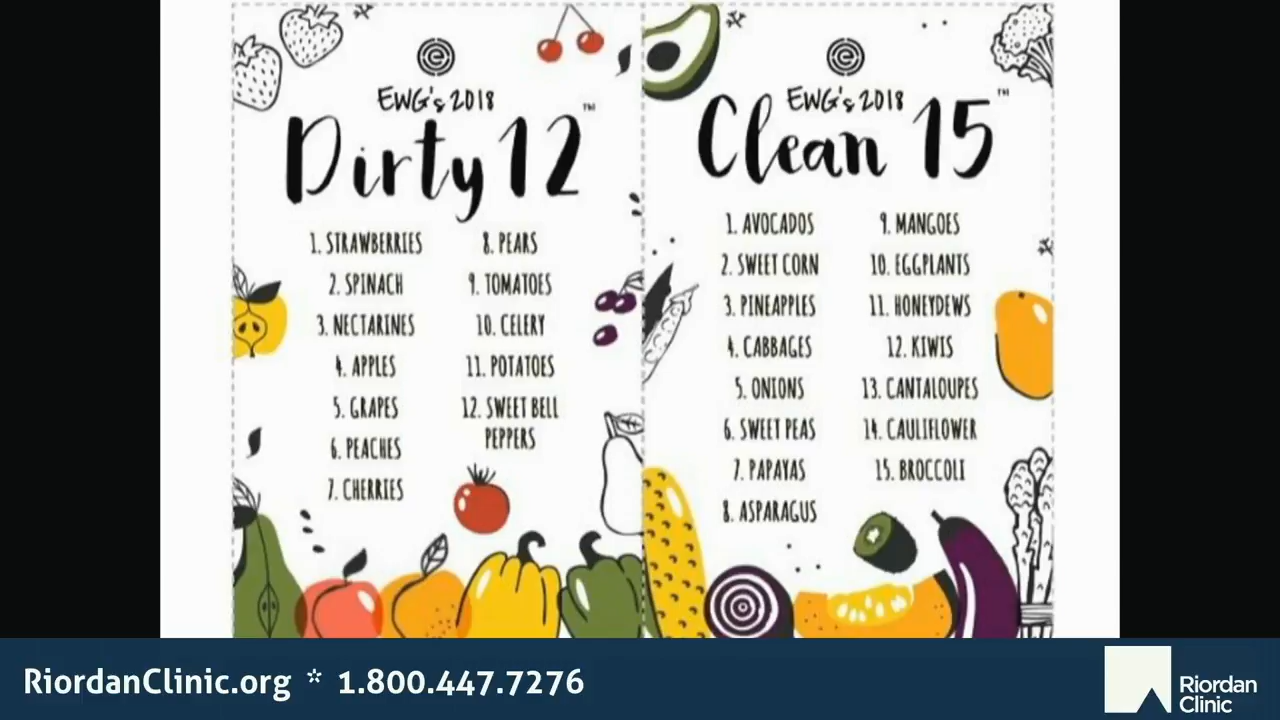 EWG's 2018
Dirty 12™
1. STRAWBERRIES
2. SPINACH
3. NECTARINES
4. APPLES
5. GRAPES
6. PEACHES
7. CHERRIES
8. PEARS
9. TOMATOES
10. CELERY
11. POTATOES
12. SWEET BELL
PEPPERS
EWG's 2018
Clean 15™
1. AVOCADOS
2. SWEET CORN
3. PINEAPPLES
4. CABBAGES
5. ONIONS
6. SWEET PEAS
7. PAPAYAS
8. ASPARAGUS
9. MANGOES
10. EGGPLANTS
11. HONEYDEWS
12. KIWIS
13. CANTALOUPES
14. CAULIFLOWER
15. BROCCOLI
RiordanClinic.org * 1.800.447.7276
Riordan
Clinic